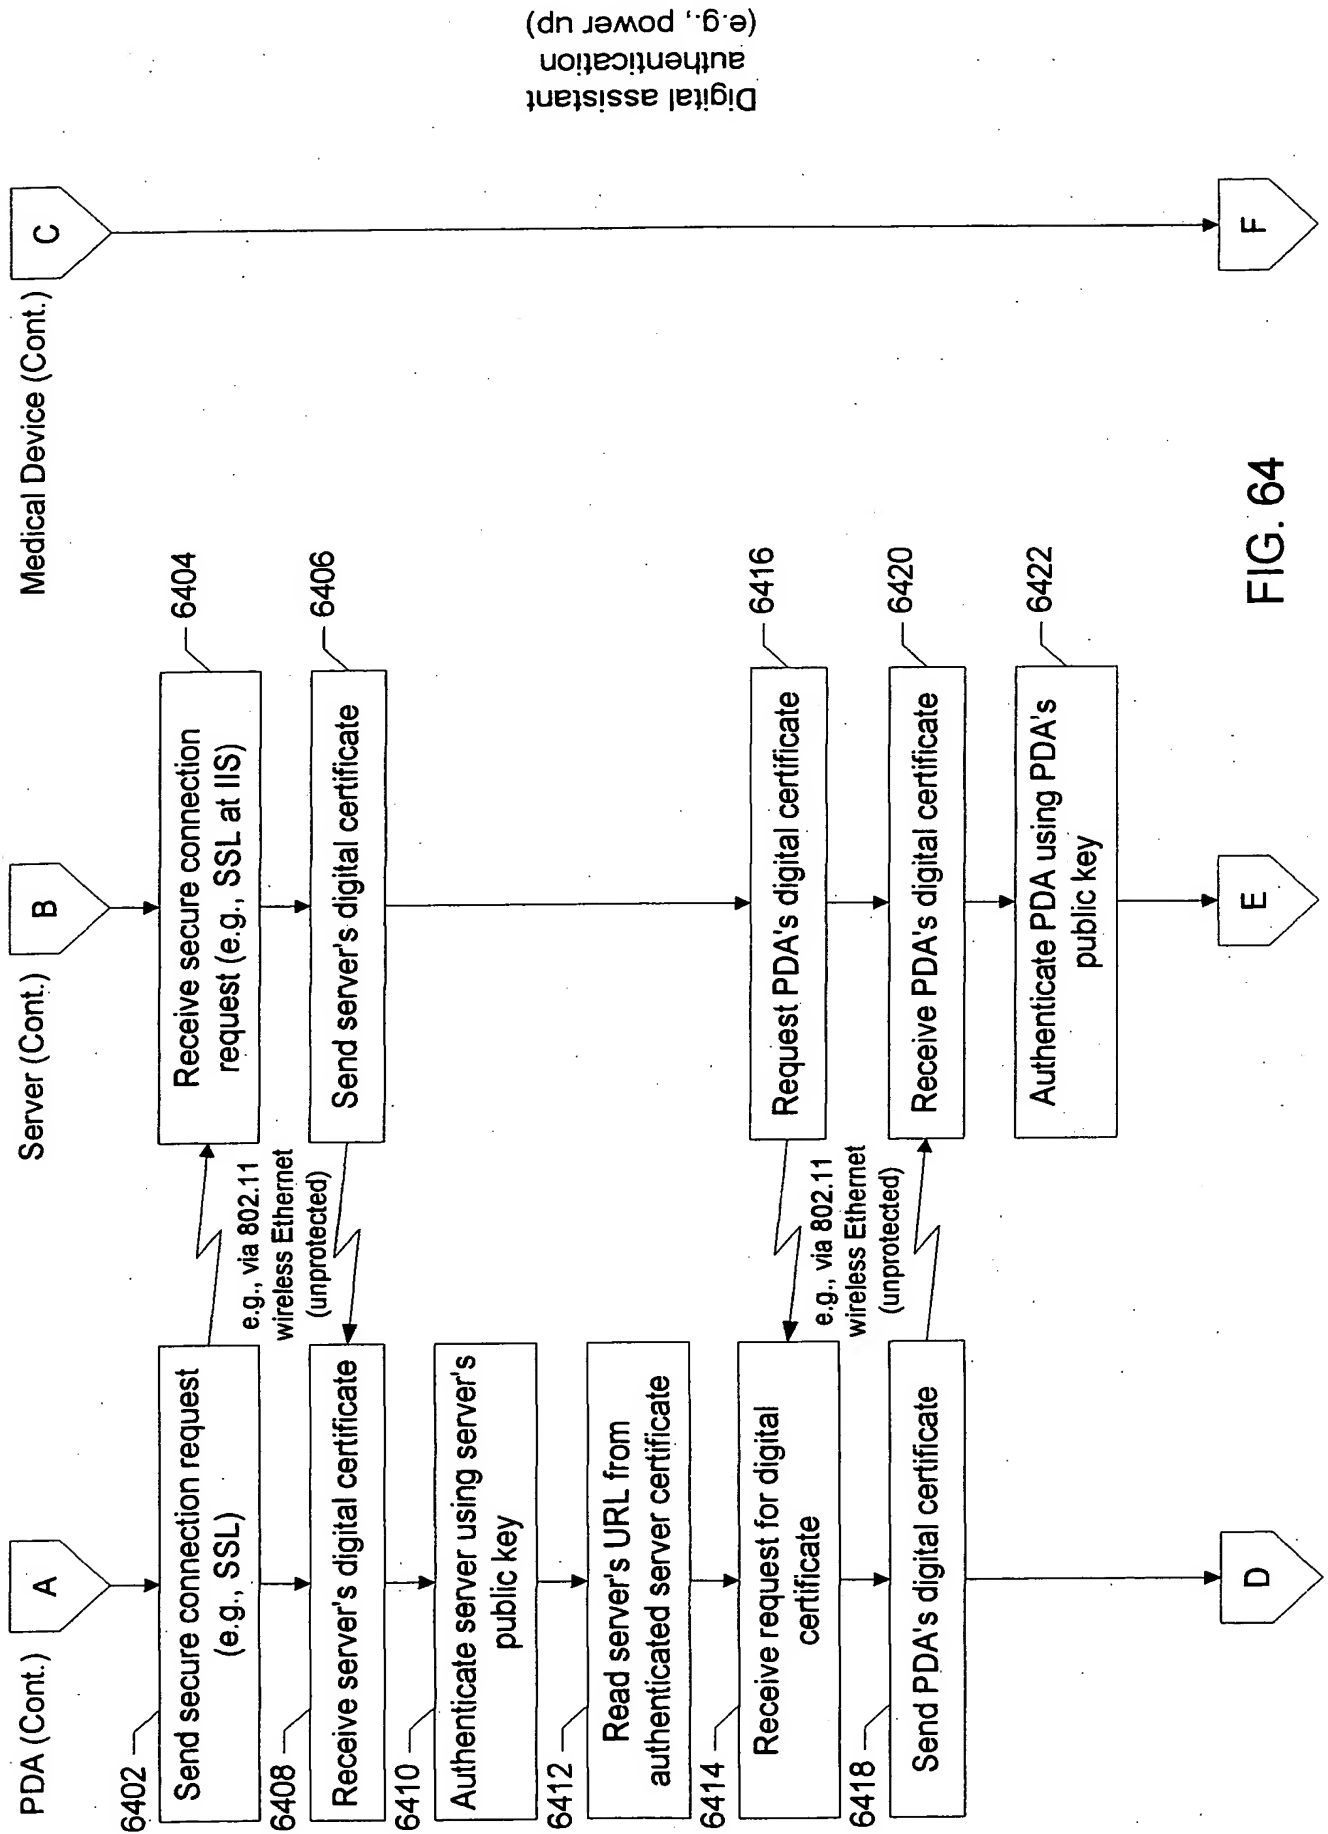 PDA (Cont.)
Server (Cont.)
Medical Device (Cont.)
A
B
C
6402
Send secure connection request
(e.g., SSL)
Receive secure connection
request (e.g., SSL at IIS)
6404
e.g., via 802.11
wireless Ethernet
(unprotected)
6408
Receive server's digital certificate
Send server's digital certificate
6406
6410
Authenticate server using server's
public key
6412
Read server's URL from
authenticated server certificate
6414
Receive request for digital
certificate
Request PDA's digital certificate
6416
e.g., via 802.11
wireless Ethernet
(unprotected)
6418
Send PDA's digital certificate
Receive PDA's digital certificate
6420
Authenticate PDA using PDA's
public key
6422
D
E
F
Digital assistant
authentication
(e.g., power up)
FIG. 64